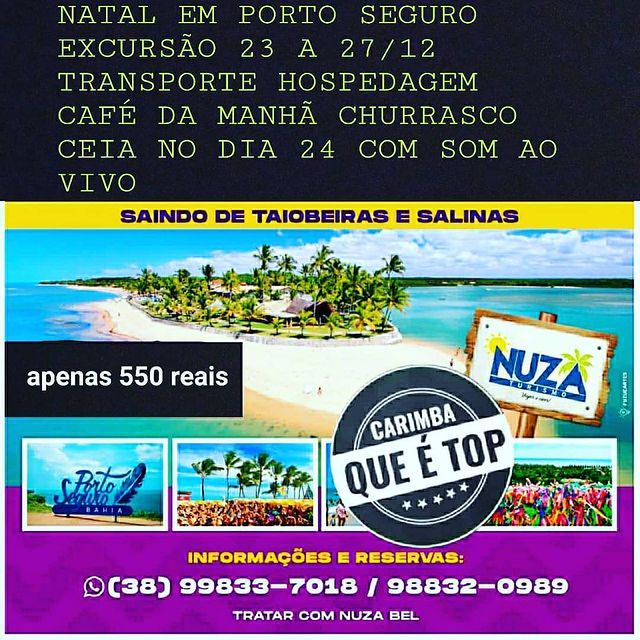 NATAL EM PORTO SEGURO
EXCURSÃO 23 A 27/12
TRANSPORTE HOSPEDAGEM
CAFÉ DA MANHÃ CHURRASCO
CEIA NO DIA 24 COM SOM AO
VIVO
SAINDO DE TAIOBEIRAS E SALINAS
apenas 550 reais
NUZA
TURISMO
Viajar é viver!
CARIMBA
QUE É TOP
Porto
Seguro
BAHIA
INFORMAÇÕES E RESERVAS:
(38) 99833-7018 / 98832-0989
TRATAR COM NUZA BEL